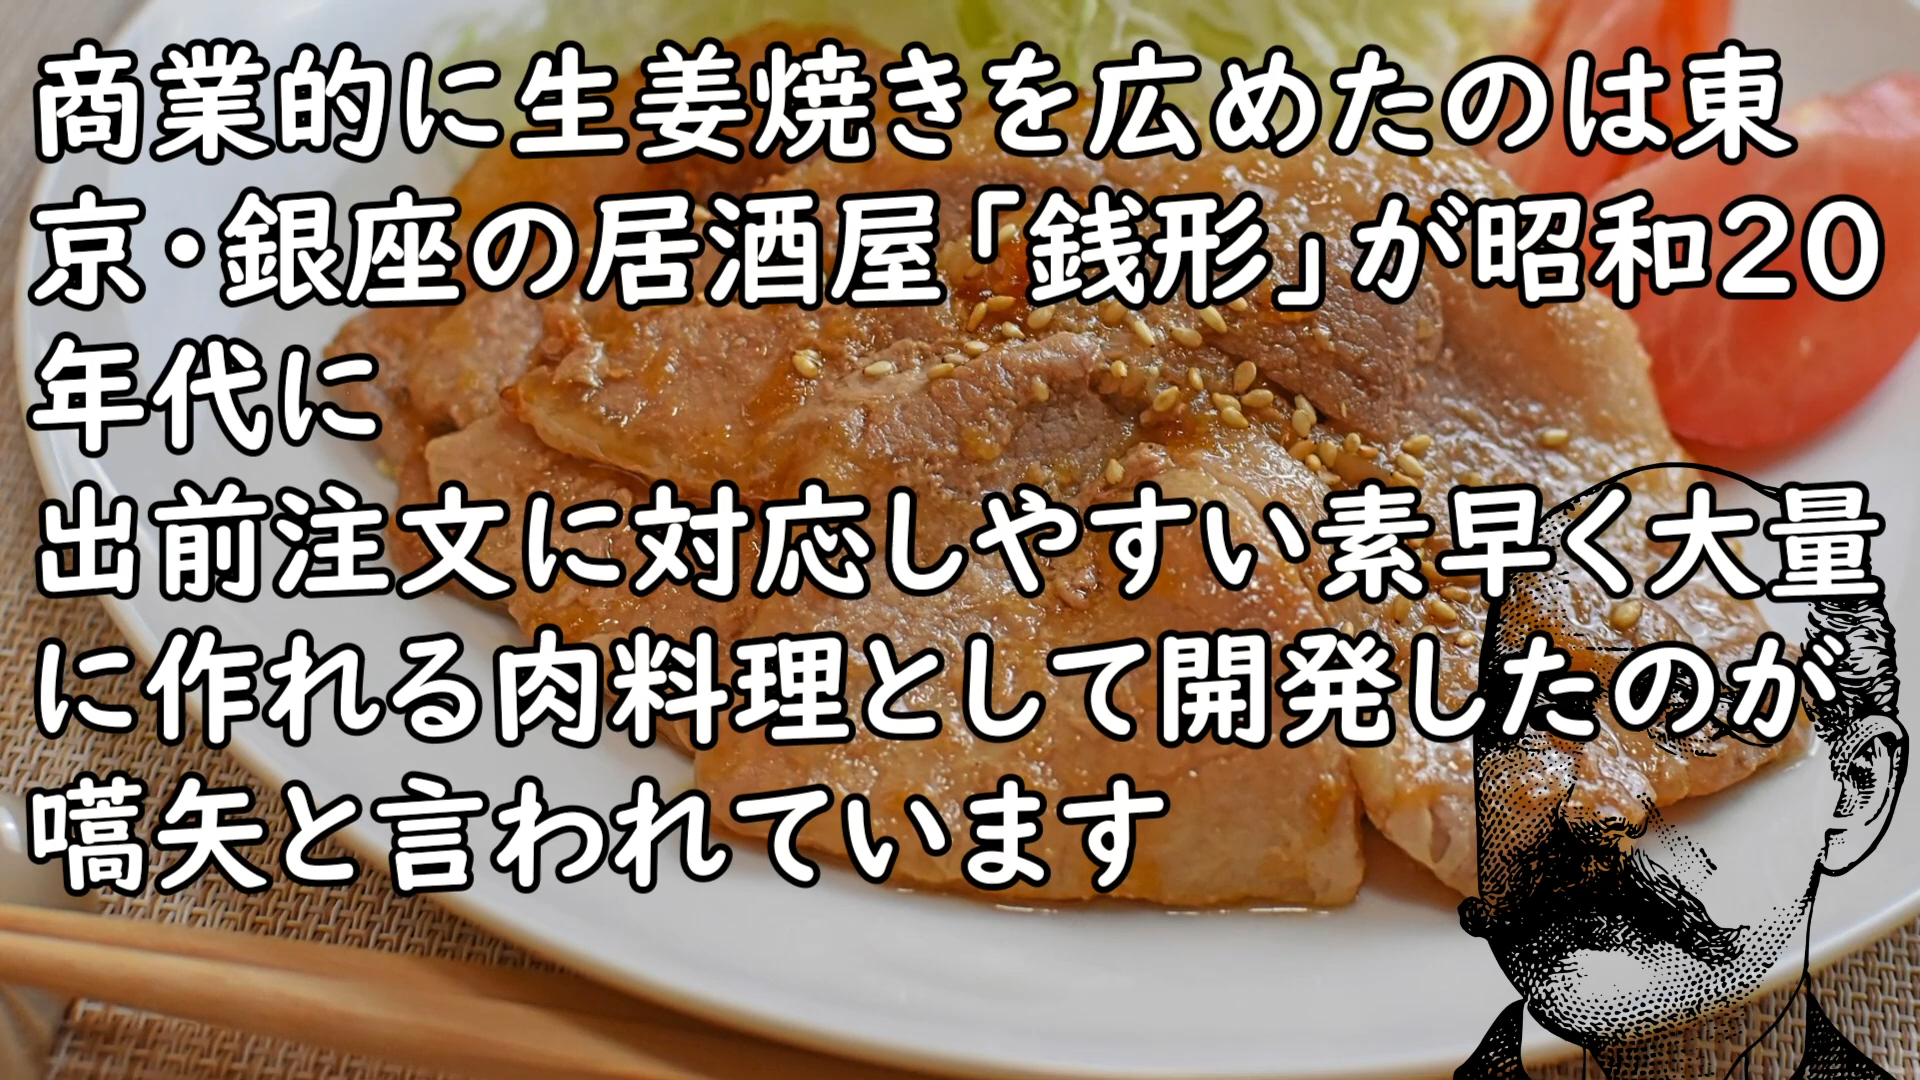 商業的に生姜焼きを広めたのは東
京・銀座の居酒屋「銭形」が昭和20
年代に
出前注文に対応しやすい素早く大量
に作れる肉料理として開発したのが
嚆矢と言われています